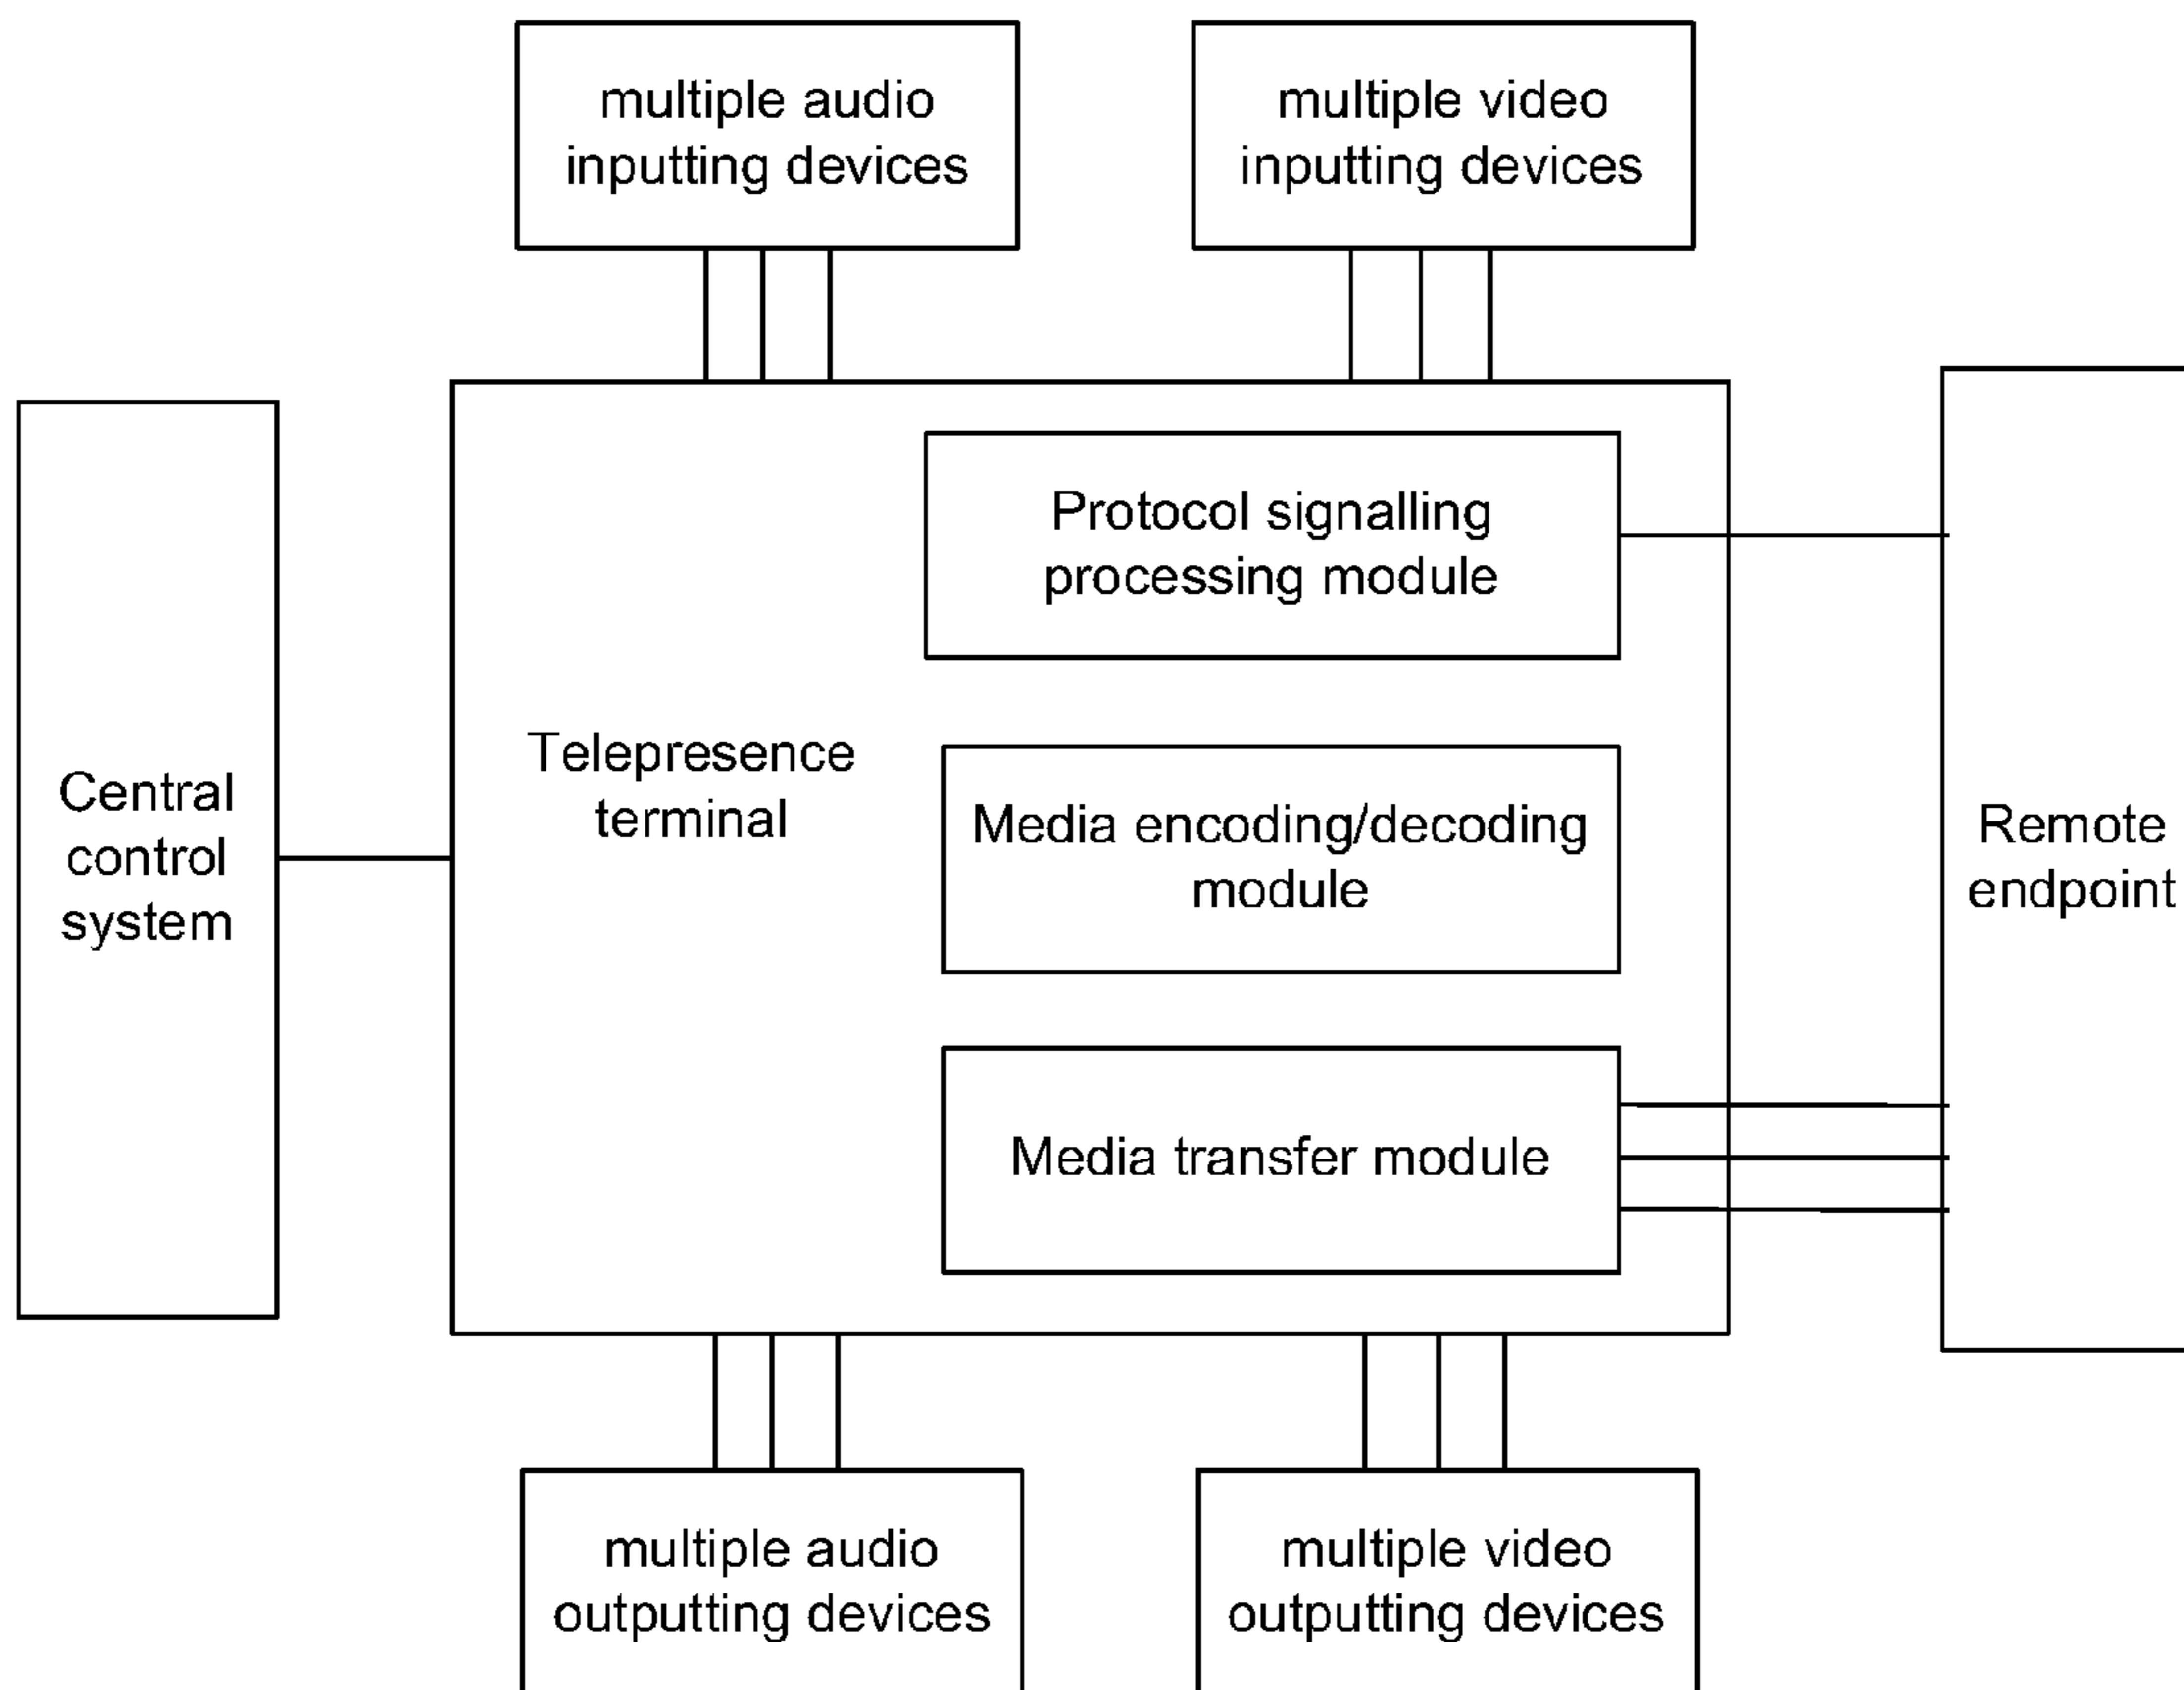 multiple audio
inputting devices
multiple video
inputting devices
Protocol signalling
processing module
Telepresence
terminal
Central
control
system
Media encoding/decoding
module
Remote
endpoint
Media transfer module
multiple audio
outputting devices
multiple video
outputting devices